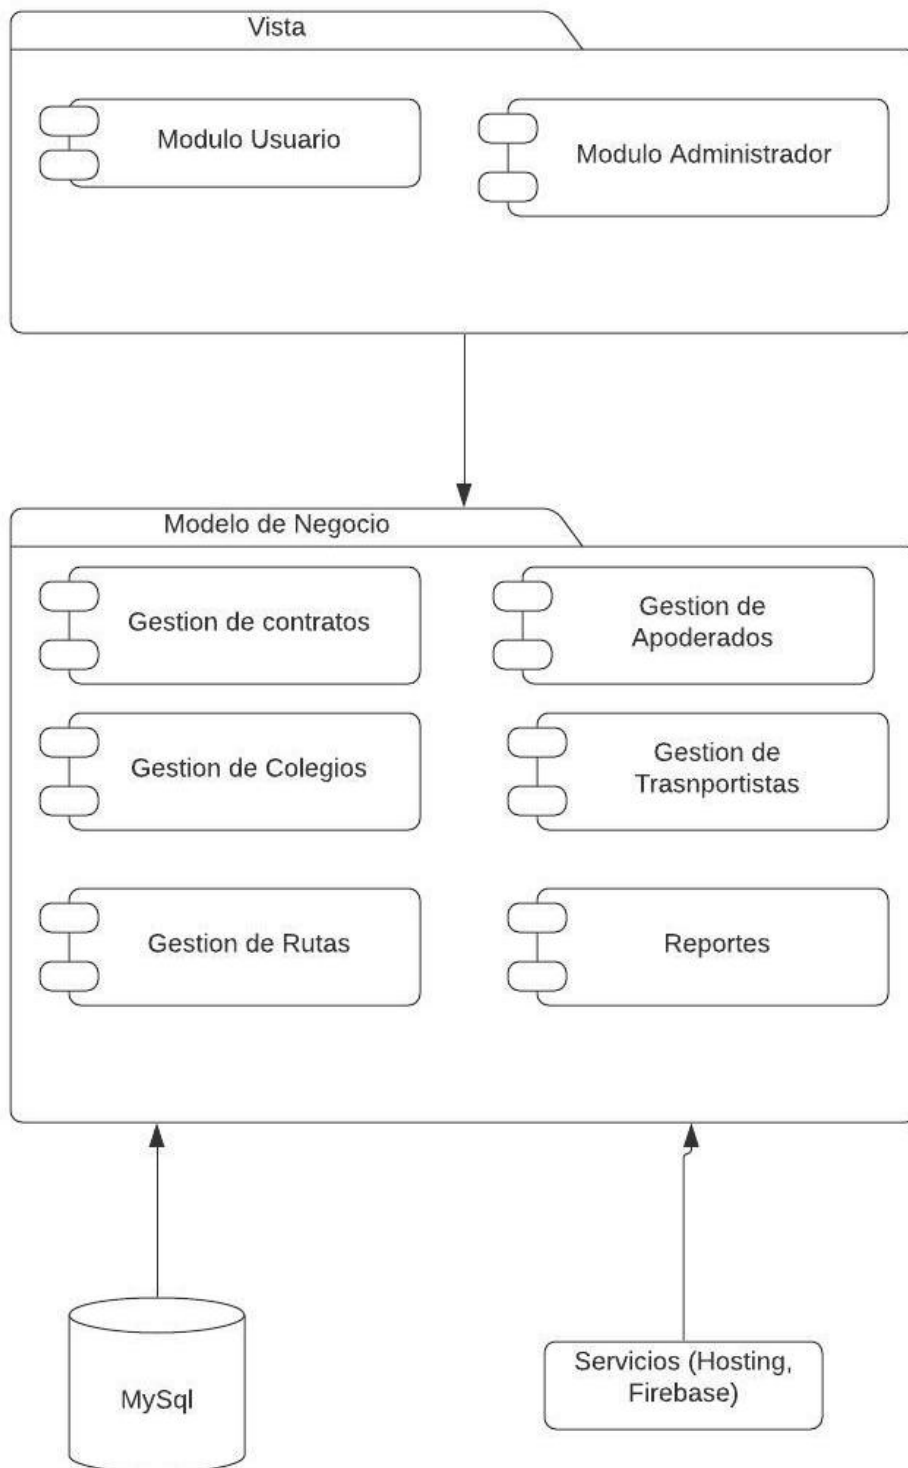 Vista
Modulo Usuario
Modulo Administrador
Modelo de Negocio
Gestion de contratos
Gestion de
Apoderados
Gestion de Colegios
Gestion de
Trasnportistas
Gestion de Rutas
Reportes
MySql
Servicios (Hosting,
Firebase)